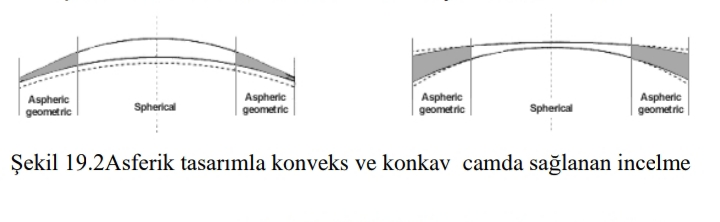 Aspheric
geometric
Spherical
Aspheric
geometric
Aspheric
geometric
Spherical
Aspheric
geometric
Şekil 19.2Asferik tasarımla konveks ve konkav camda sağlanan incelme